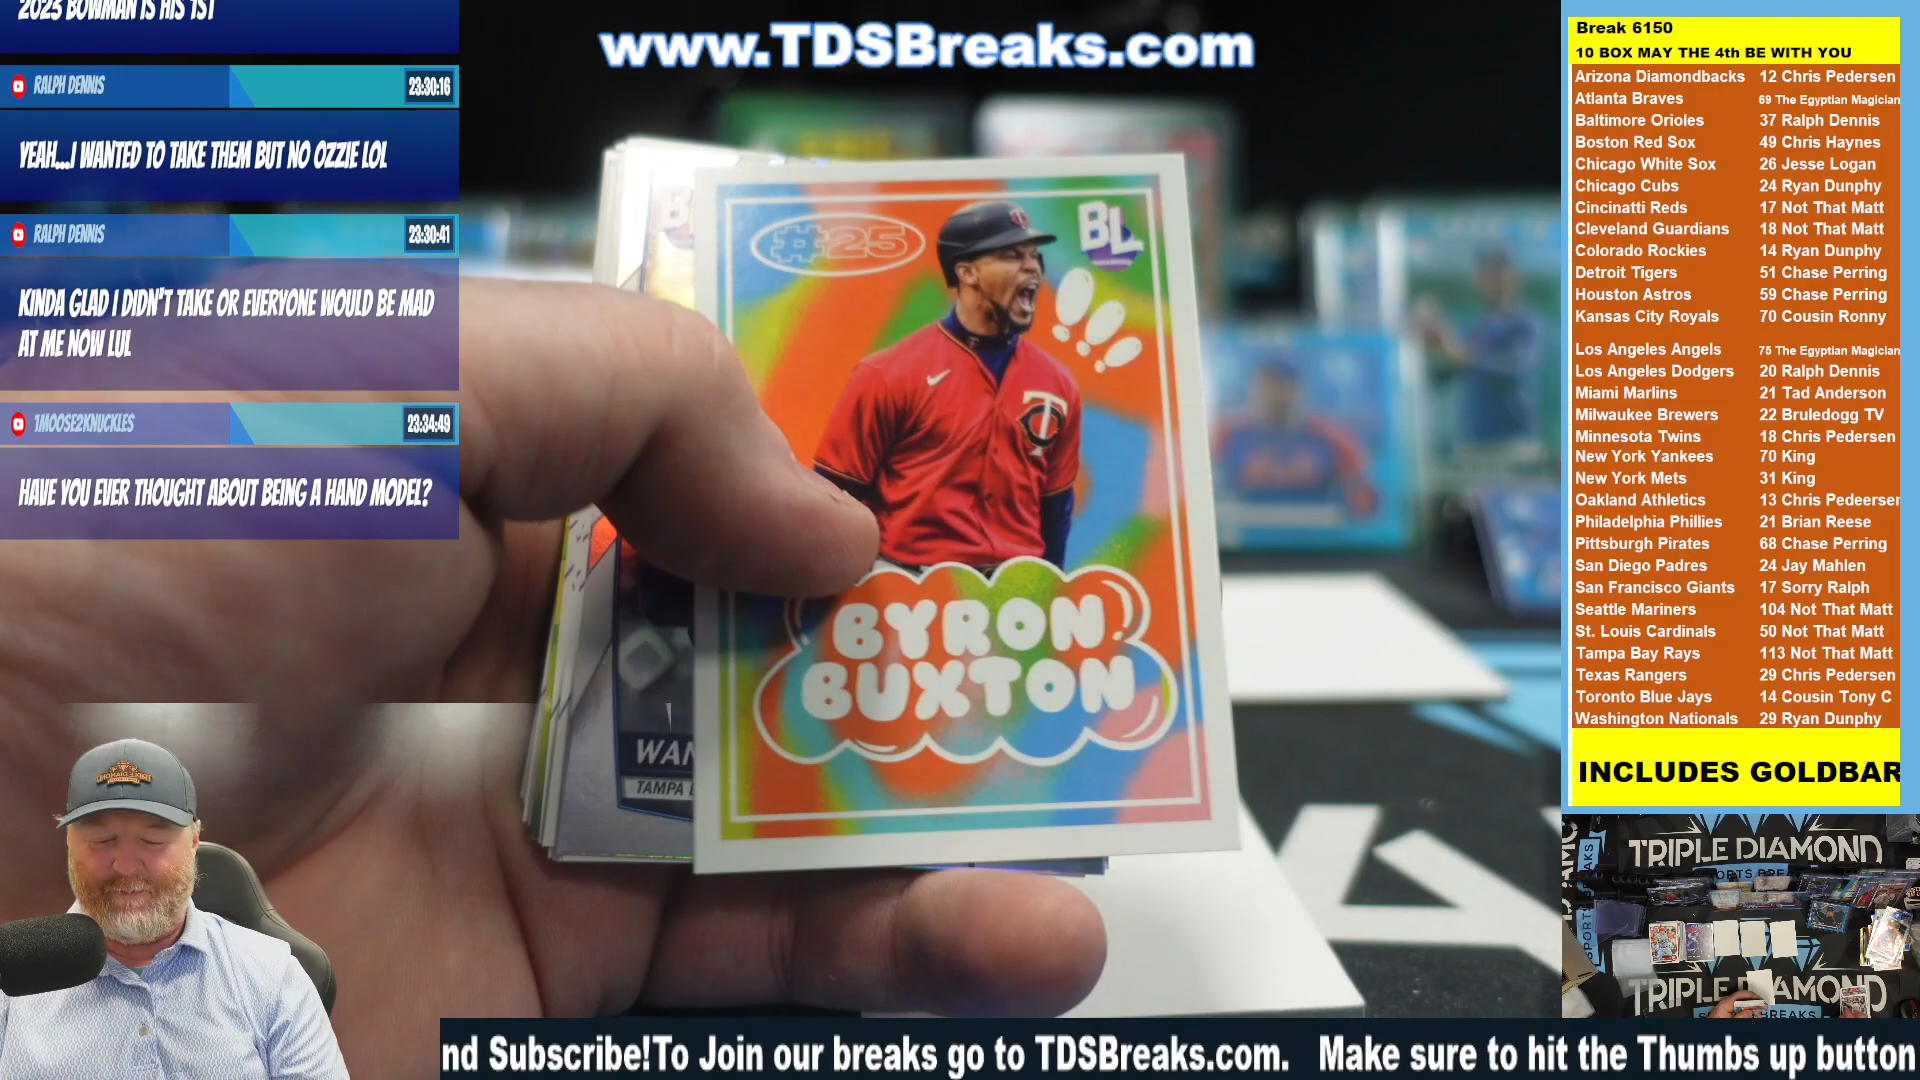 2023 BOWMAN IS HIS 1ST
RALPH DENNIS
23:30:16
YEAH...I WANTED TO TAKE THEM BUT NO OZZIE LOL
RALPH DENNIS
23:30:41
KINDA GLAD I DIDN'T TAKE OR EVERYONE WOULD BE MAD
AT ME NOW LUL
1MOOSE2KNUCKLES
23:34:49
HAVE YOU EVER THOUGHT ABOUT BEING A HAND MODEL?
www.TDSBreaks.com
#25
BL
BYRON
BUXTON
WAN
TAMPA B
Break 6150
10 BOX MAY THE 4th BE WITH YOU
Arizona Diamondbacks 12 Chris Pedersen
Atlanta Braves 69 The Egyptian Magician
Baltimore Orioles 37 Ralph Dennis
Boston Red Sox 49 Chris Haynes
Chicago White Sox 26 Jesse Logan
Chicago Cubs 24 Ryan Dunphy
Cincinatti Reds 17 Not That Matt
Cleveland Guardians 18 Not That Matt
Colorado Rockies 14 Ryan Dunphy
Detroit Tigers 51 Chase Perring
Houston Astros 59 Chase Perring
Kansas City Royals 70 Cousin Ronny
Los Angeles Angels 75 The Egyptian Magician
Los Angeles Dodgers 20 Ralph Dennis
Miami Marlins 21 Tad Anderson
Milwaukee Brewers 22 Bruledogg TV
Minnesota Twins 18 Chris Pedersen
New York Yankees 70 King
New York Mets 31 King
Oakland Athletics 13 Chris Pedeersen
Philadelphia Phillies 21 Brian Reese
Pittsburgh Pirates 68 Chase Perring
San Diego Padres 24 Jay Mahlen
San Francisco Giants 17 Sorry Ralph
Seattle Mariners 104 Not That Matt
St. Louis Cardinals 50 Not That Matt
Tampa Bay Rays 113 Not That Matt
Texas Rangers 29 Chris Pedersen
Toronto Blue Jays 14 Cousin Tony C
Washington Nationals 29 Ryan Dunphy
INCLUDES GOLDBAR
TRIPLE DIAMOND
SPORTS BREAKS
TRIPLE DIAMOND
BREAKS
nd Subscribe!To Join our breaks go to TDSBreaks.com. Make sure to hit the Thumbs up button